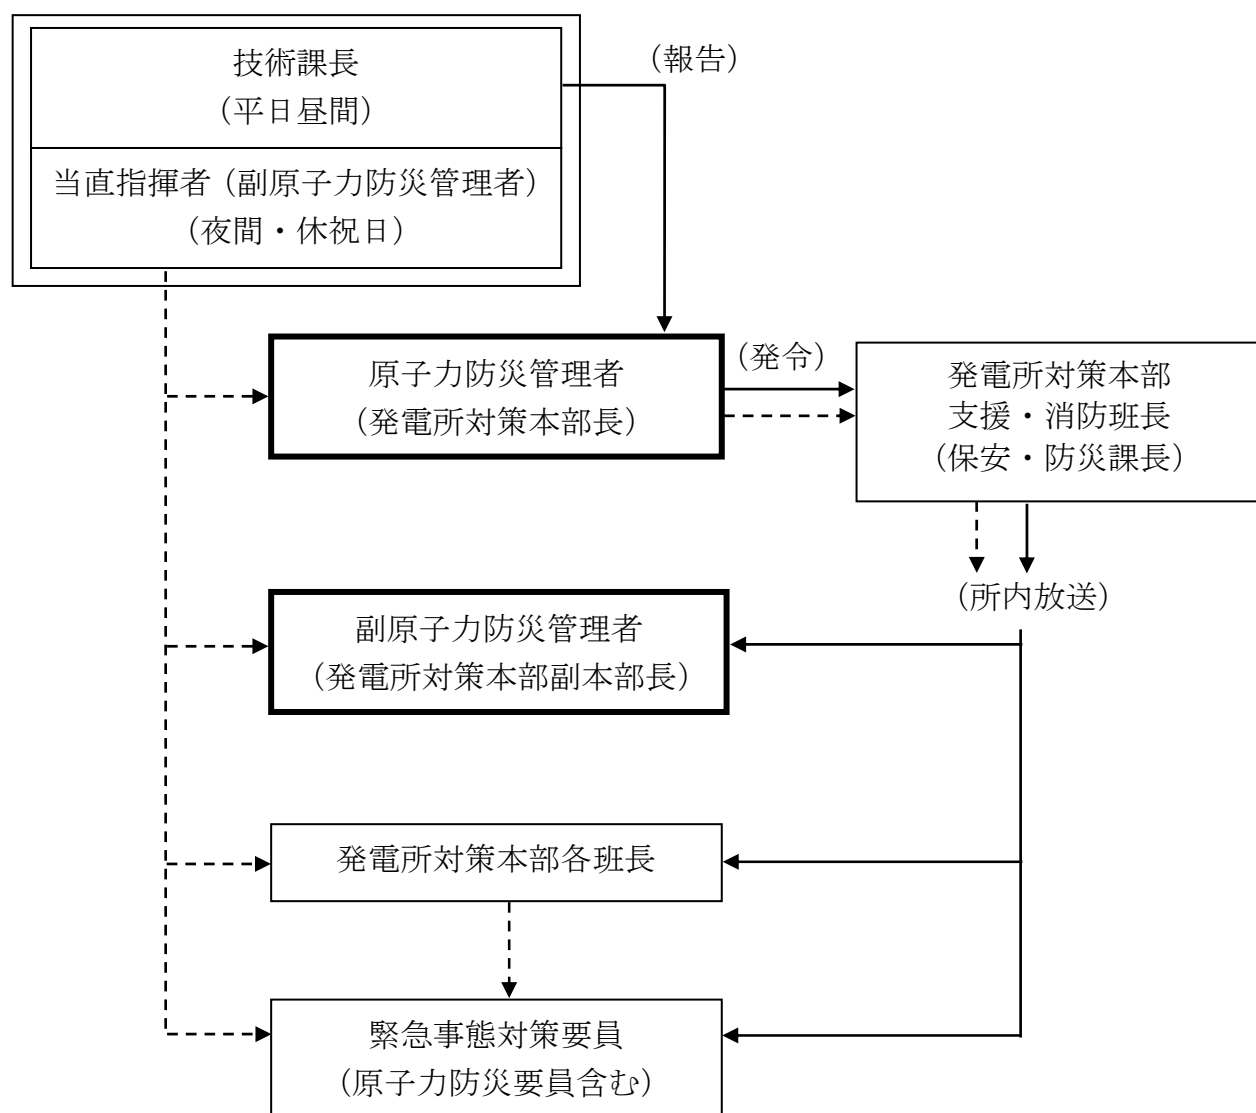 技術課長
（平日昼間）
（報告）
当直指揮者（副原子力防災管理者）
（夜間・休祝日）
原子力防災管理者
（発電所対策本部長）
（発令）
発電所対策本部
支援・消防班長
（保安・防災課長）
（所内放送）
副原子力防災管理者
（発電所対策本部副本部長）
発電所対策本部各班長
緊急事態対策要員
（原子力防災要員含む）